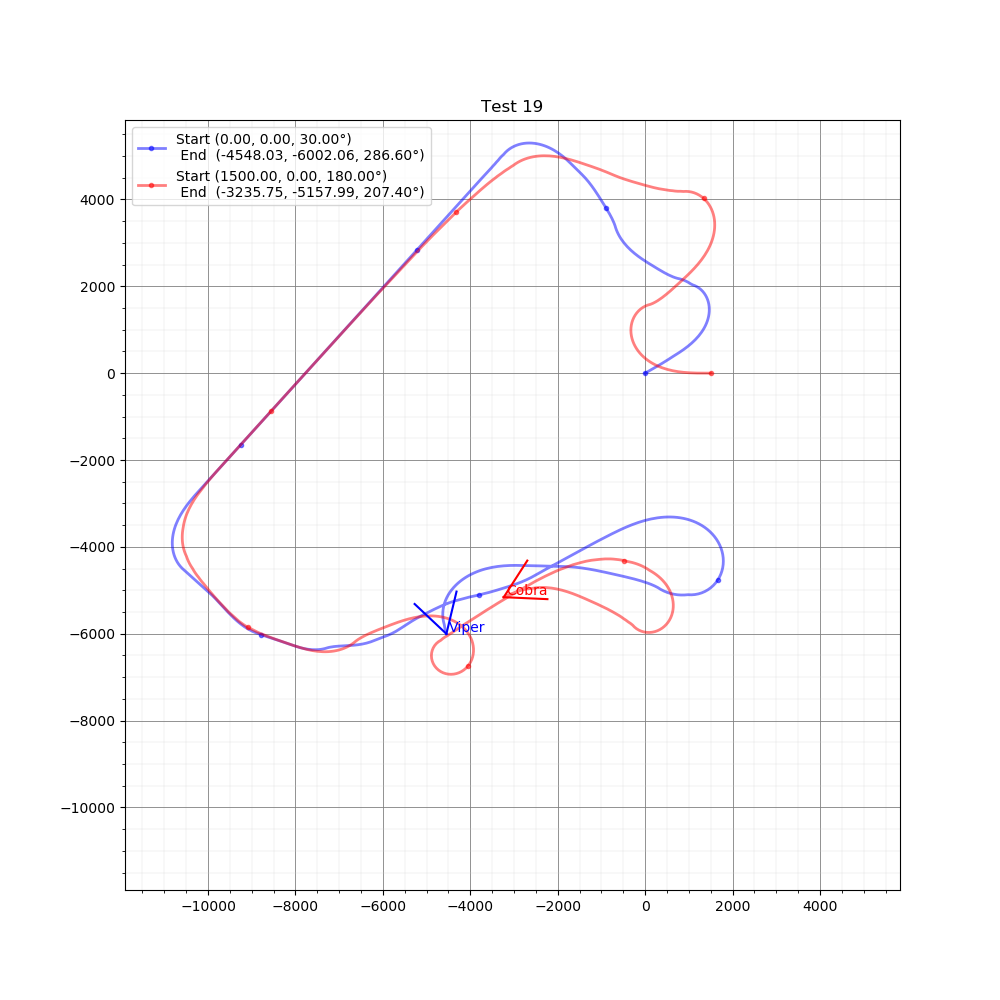 Test 19
Start (0.00, 0.00, 30.00°)
End  (-4548.03, -6002.06, 286.60°)
Start (1500.00, 0.00, 180.00°)
End  (-3235.75, -5157.99, 207.40°)
4000
2000
0
−2000
−4000
−6000
−8000
−10000
Cobra
Viper
−10000 −8000 −6000 −4000 −2000 0 2000 4000